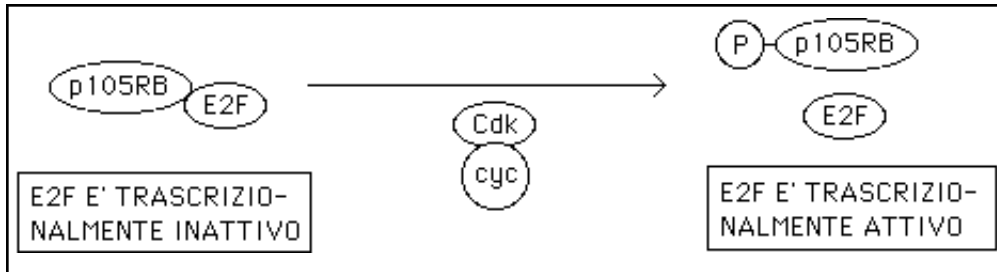 p105RB
E2F
E2F E' TRASCRIZIO-
NALMENTE INATTIVO
Cdk
cyc
P
p105RB
E2F
E2F E' TRASCRIZIO-
NALMENTE ATTIVO